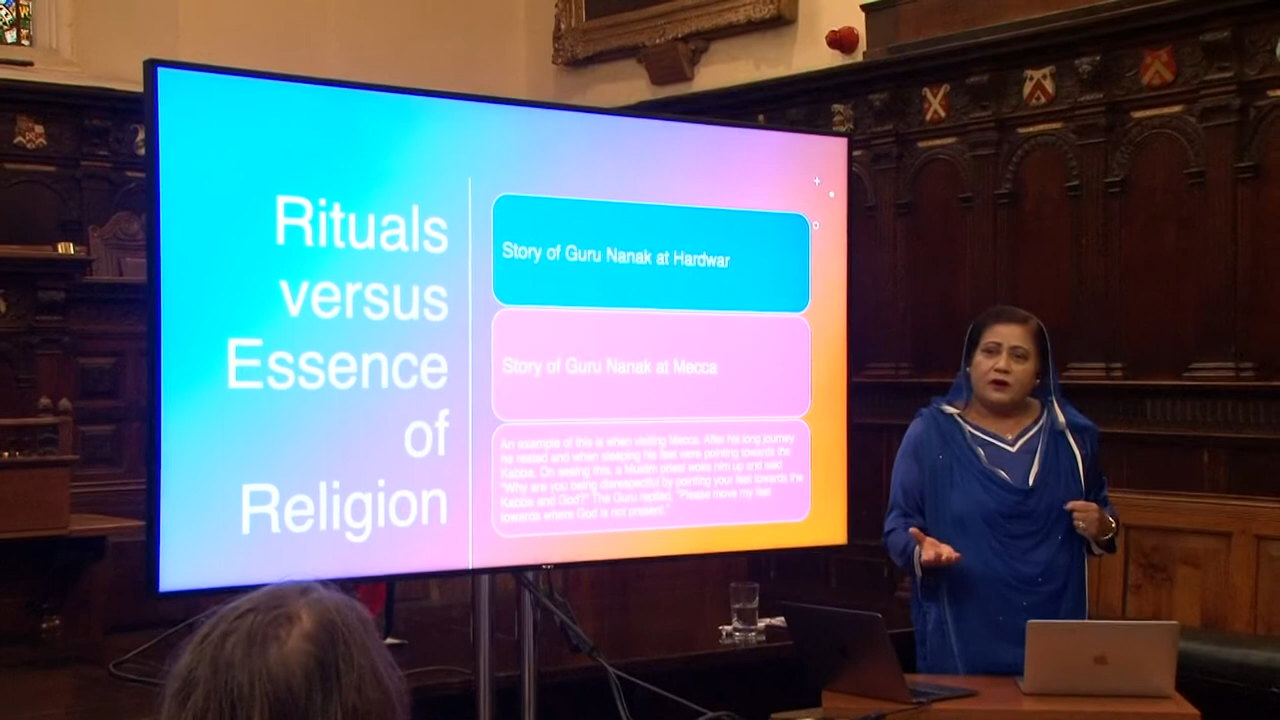 Rituals
versus
Essence
of
Religion
Story of Guru Nanak at Hardwar
Story of Guru Nanak at Mecca
An example of this is when visiting Mecca. After his long journey
he rested and when sleeping his feet were pointing towards the
Kabba. On seeing this, a Muslim priest woke him up and said
"Why are you being disrespectful by pointing your feet towards the
Kabba and God?" The Guru replied, "Please move my feet
towards where God is not present."